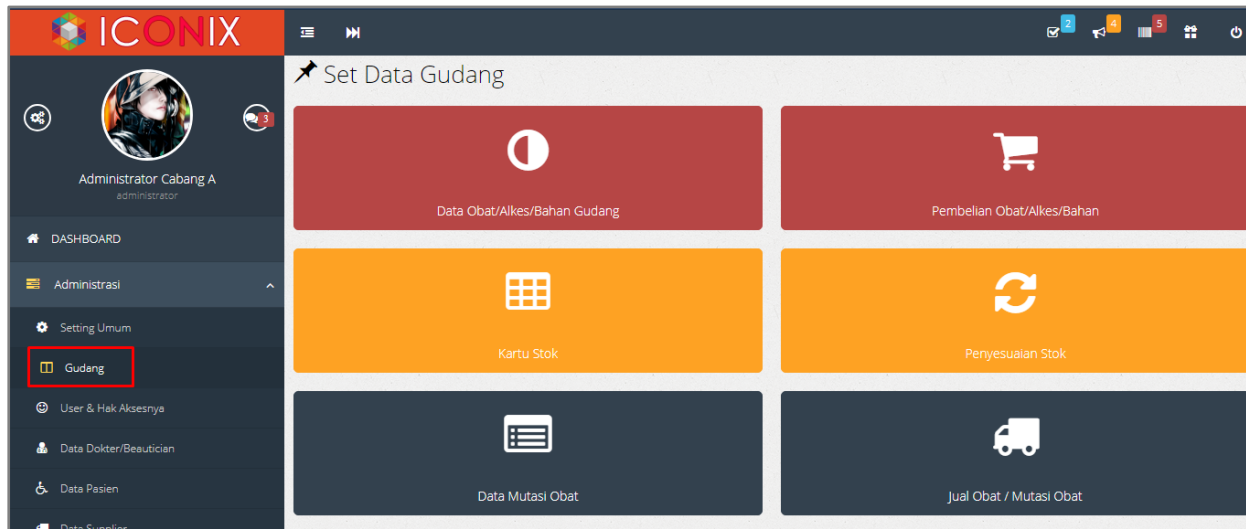 ICONIX
2
4
5
Set Data Gudang
3
Administrator Cabang A
administrator
DASHBOARD
Administrasi
Setting Umum
Gudang
User & Hak Aksesnya
Data Dokter/Beautician
Data Pasien
Data Supplier
Data Obat/Alkes/Bahan Gudang
Pembelian Obat/Alkes/Bahan
Kartu Stok
Penyesuaian Stok
Data Mutasi Obat
Jual Obat / Mutasi Obat